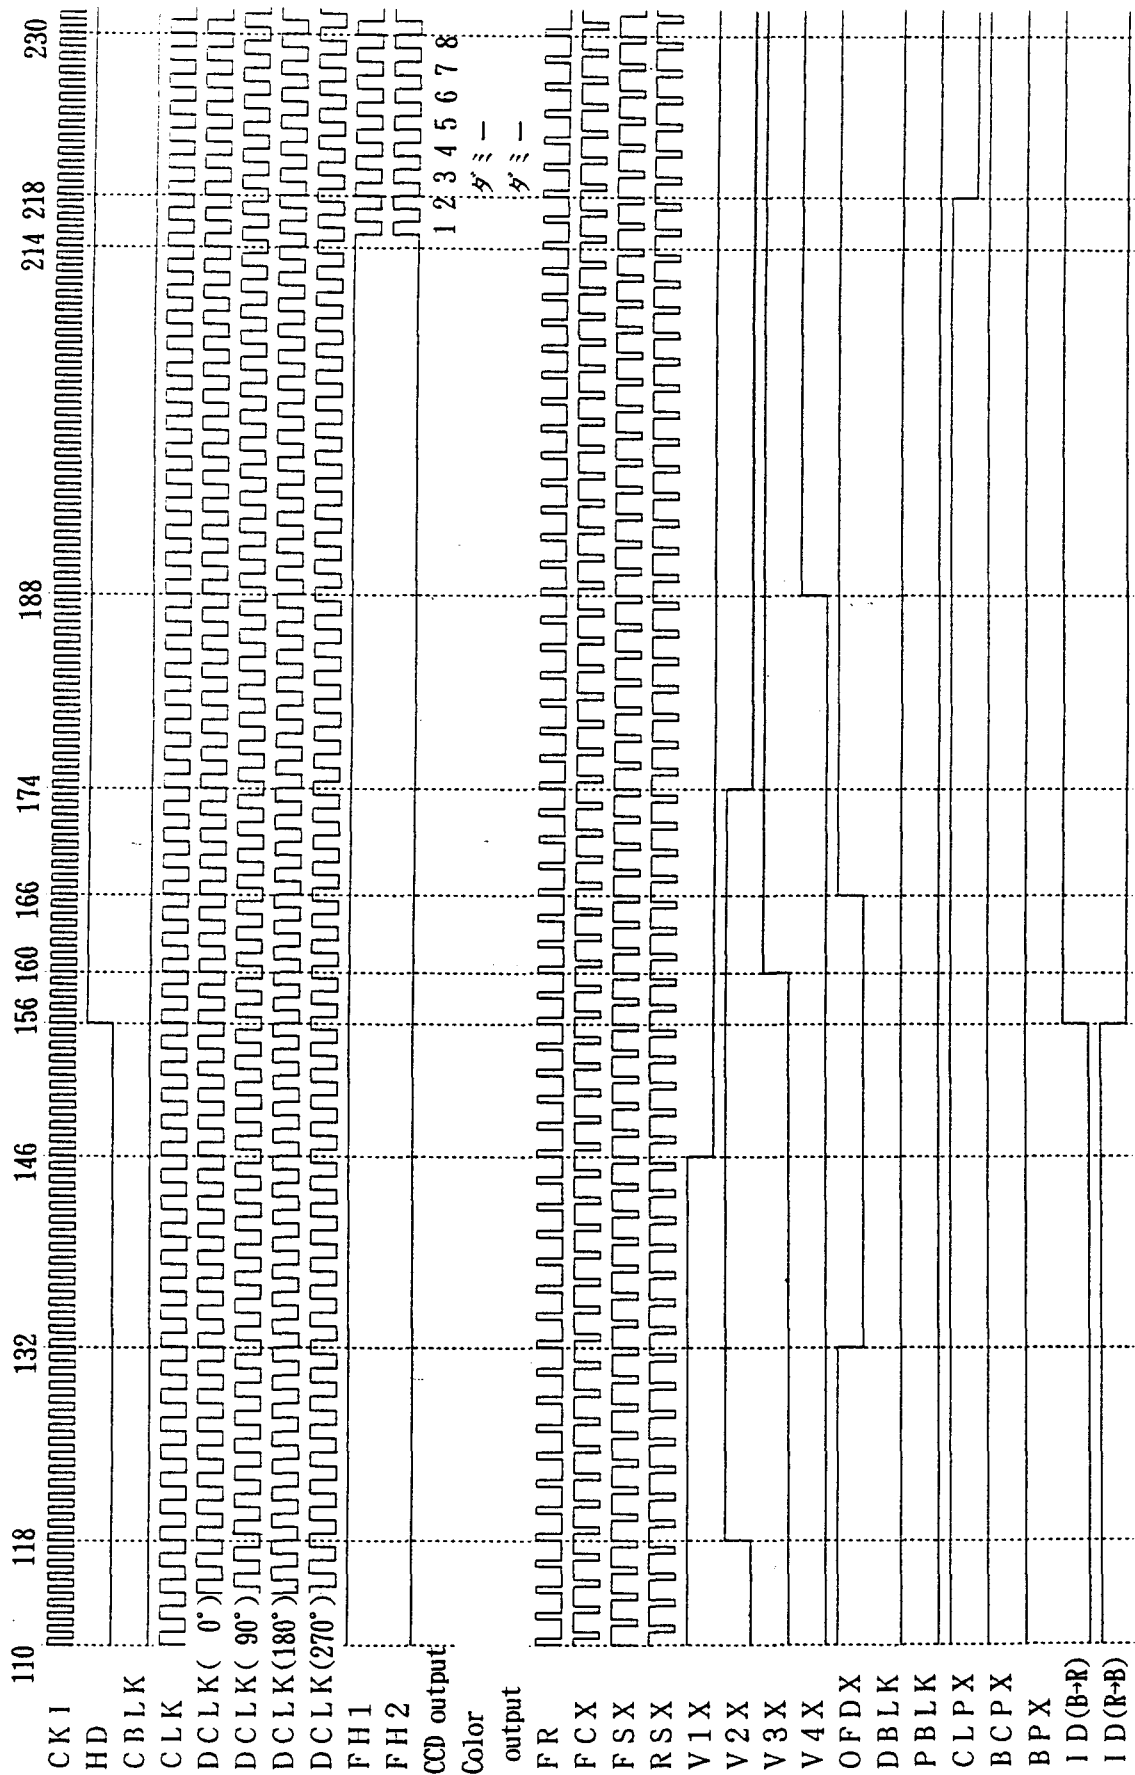 110 118 132 146 156 160 166 174 188 214 218 230
CKI
HD
CBLK
CLK
DCLK( 0°)
DCLK( 90°)
DCLK(180°)
DCLK(270°)
FH1
FH2
CCD output 1 2 3 4 5 6 7 8
Color ダミー
output ダミー
FR
FCX
FSX
RSX
V1X
V2X
V3X
V4X
OFDX
DBLK
PBLK
CLPX
BCPX
BPX
ID(B→R)
ID(R→B)